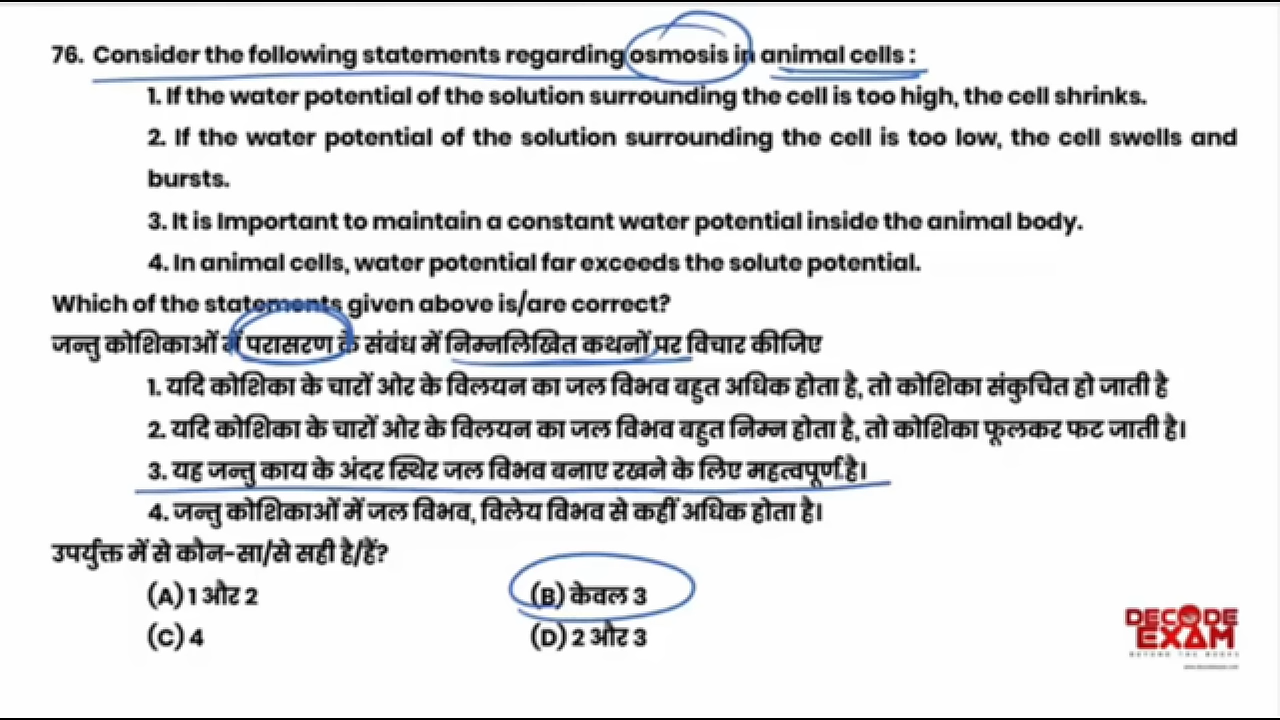 76. Consider the following statements regarding osmosis in animal cells :
1. If the water potential of the solution surrounding the cell is too high, the cell shrinks.
2. If the water potential of the solution surrounding the cell is too low, the cell swells and
bursts.
3. It is Important to maintain a constant water potential inside the animal body.
4. In animal cells, water potential far exceeds the solute potential.
Which of the statements given above is/are correct?
जन्तु कोशिकाओं में परासरण के संबंध में निम्नलिखित कथनों पर विचार कीजिए
1. यदि कोशिका के चारों ओर के विलयन का जल विभव बहुत अधिक होता है, तो कोशिका संकुचित हो जाती है
2. यदि कोशिका के चारों ओर के विलयन का जल विभव बहुत निम्न होता है, तो कोशिका फूलकर फट जाती है।
3. यह जन्तु काय के अंदर स्थिर जल विभव बनाए रखने के लिए महत्वपूर्ण है।
4. जन्तु कोशिकाओं में जल विभव, विलेय विभव से कहीं अधिक होता है।
उपर्युक्त में से कौन-सा/से सही है/हैं?
(A) 1 और 2
(B) केवल 3
(C) 4
(D) 2 और 3
DECODE
EXAM